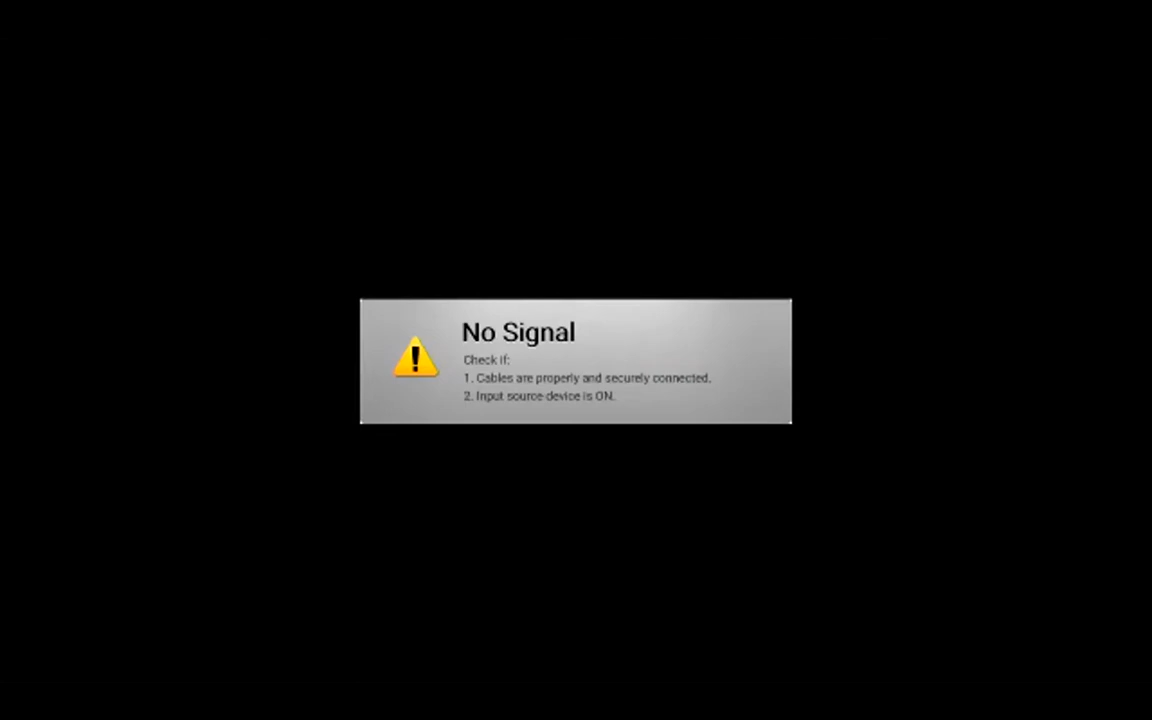 No Signal
Check if:
1. Cables are properly and securely connected.
2. Input source device is ON.